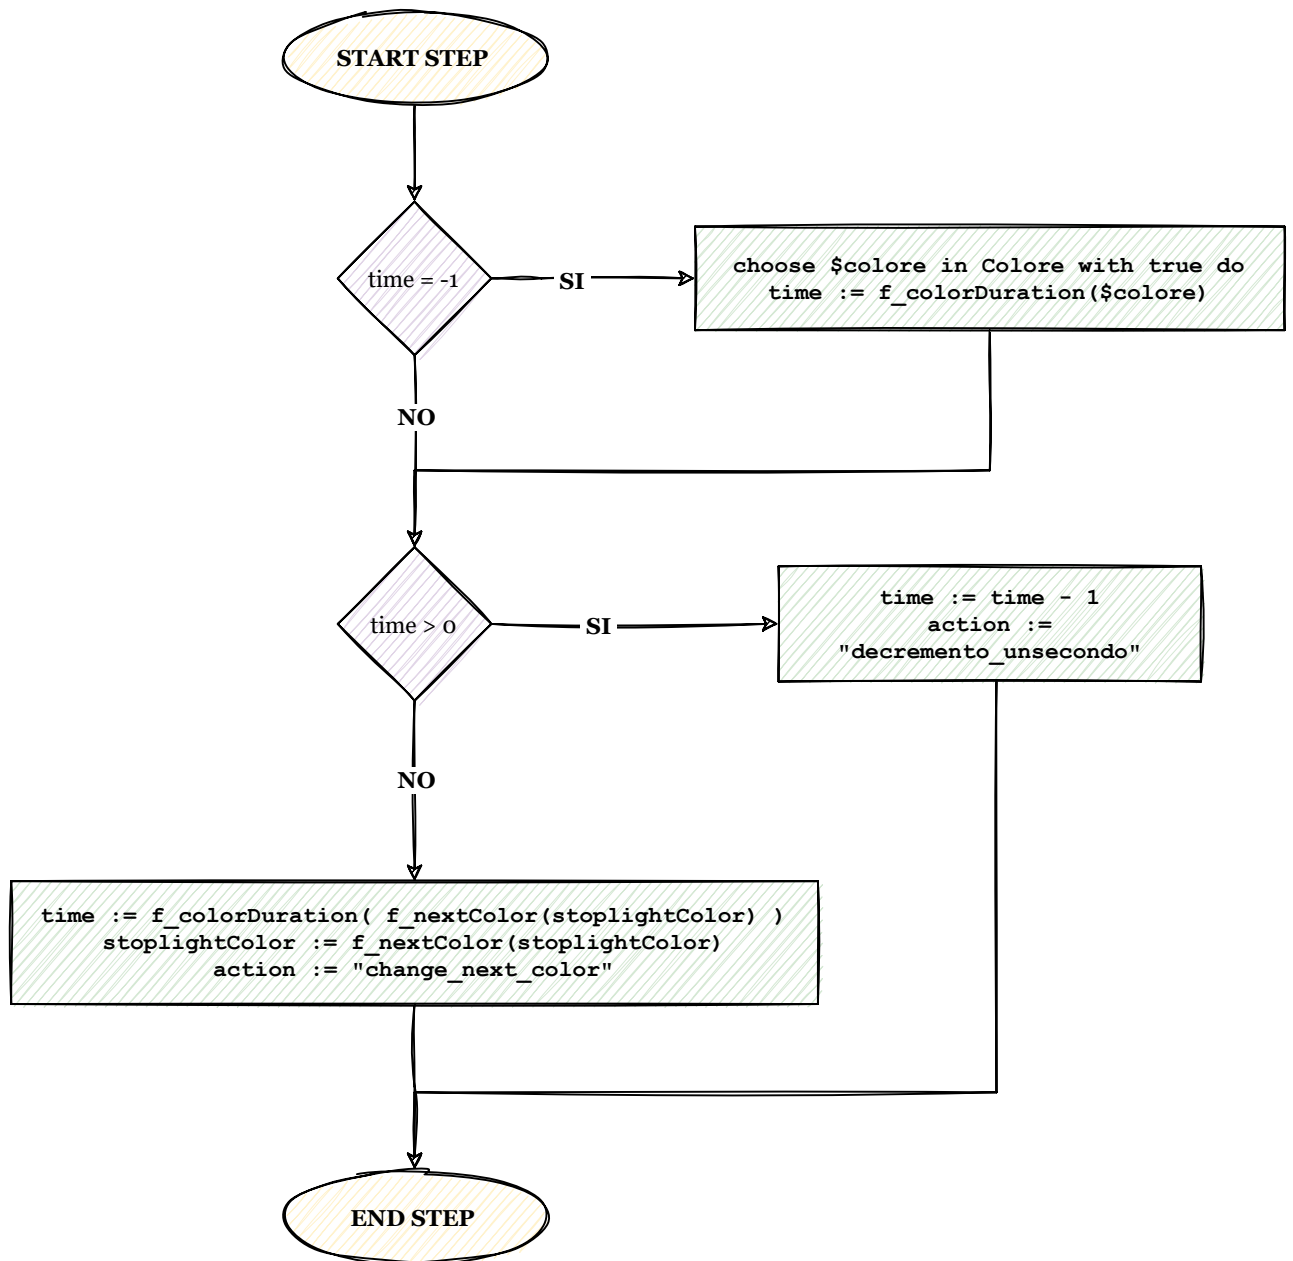 START STEP
time = -1
SI
choose $colore in Colore with true do
time := f_colorDuration($colore)
NO
time > 0
SI
time := time - 1
action :=
"decremento_unsecondo"
NO
time := f_colorDuration( f_nextColor(stoplightColor) )
stoplightColor := f_nextColor(stoplightColor)
action := "change_next_color"
END STEP